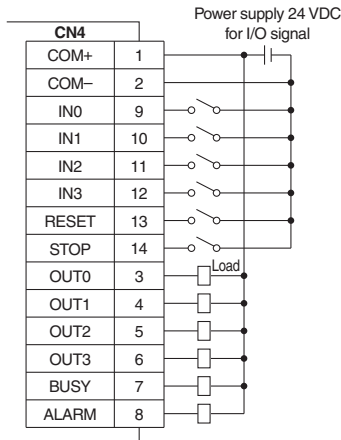 Power supply 24 VDC
for I/O signal
CN4
COM+ 1
COM– 2
IN0 9
IN1 10
IN2 11
IN3 12
RESET 13
STOP 14
OUT0 3 Load
OUT1 4
OUT2 5
OUT3 6
BUSY 7
ALARM 8